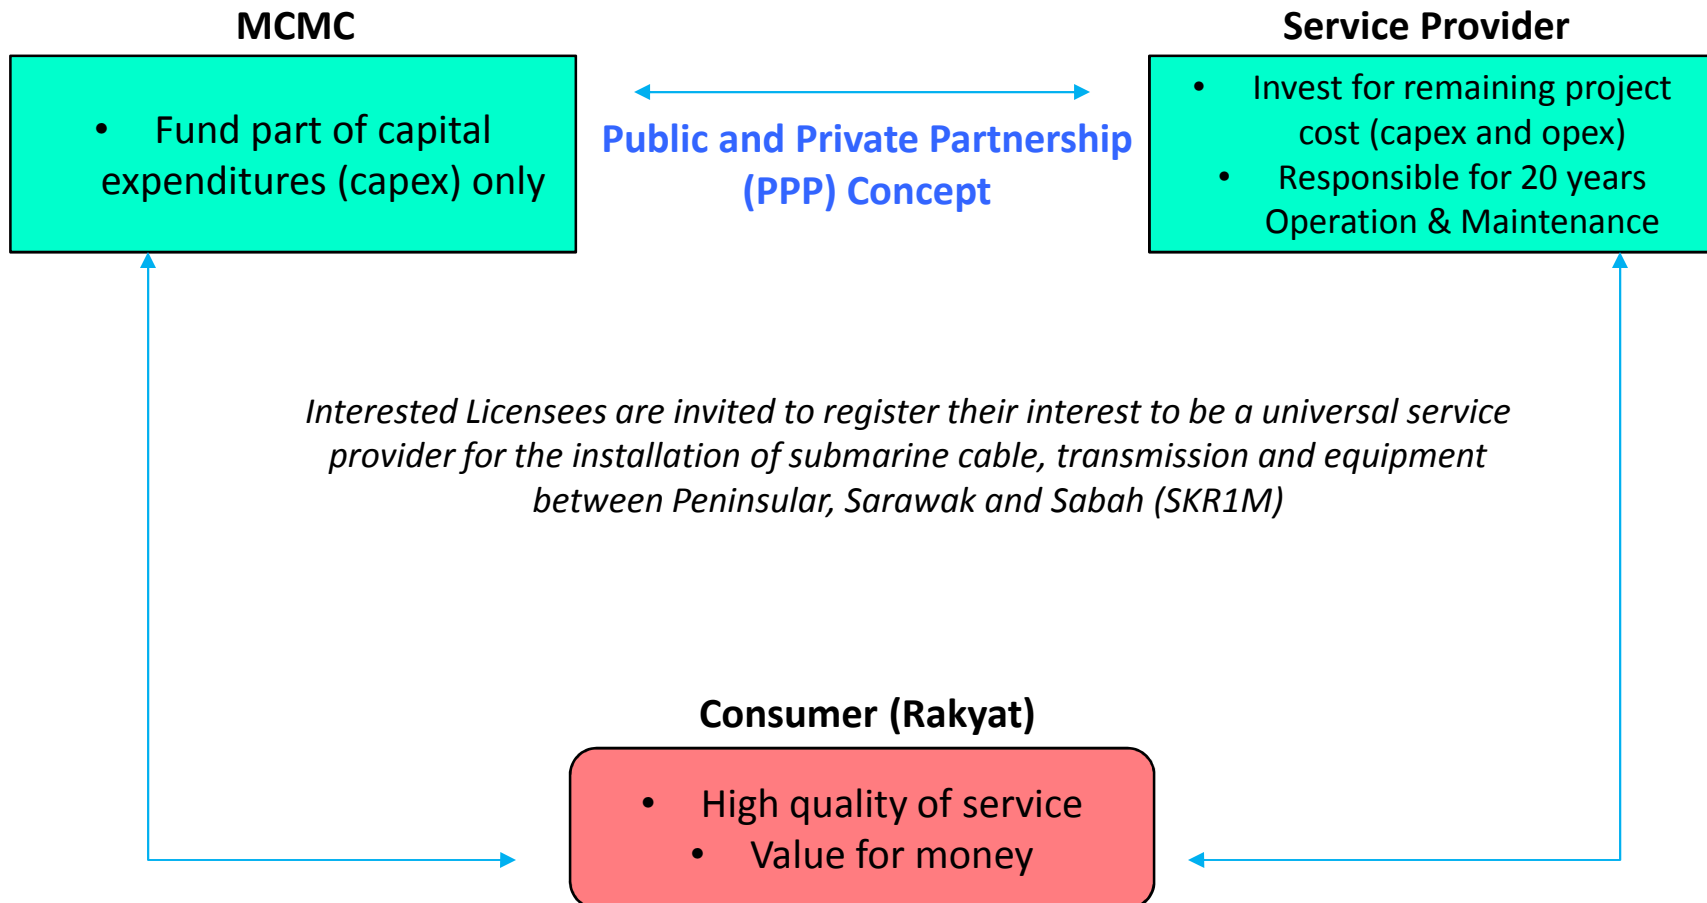 MCMC
• Fund part of capital
expenditures (capex) only
Public and Private Partnership
(PPP) Concept
Service Provider
• Invest for remaining project
cost (capex and opex)
• Responsible for 20 years
Operation & Maintenance
Interested Licensees are invited to register their interest to be a universal service
provider for the installation of submarine cable, transmission and equipment
between Peninsular, Sarawak and Sabah (SKR1M)
Consumer (Rakyat)
• High quality of service
• Value for money